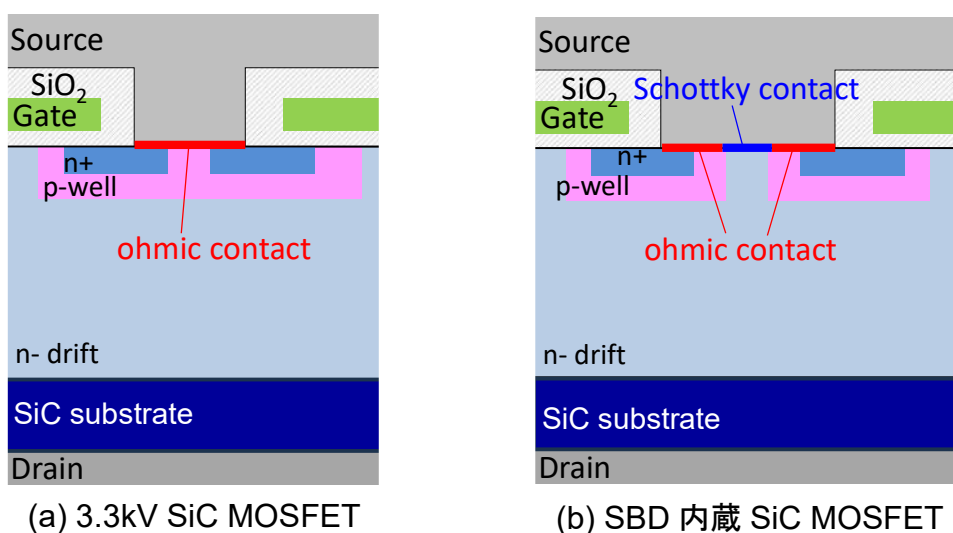 Source
SiO2
Gate
n+
p-well
ohmic contact
n- drift
SiC substrate
Drain
(a) 3.3kV SiC MOSFET
Source
SiO2
Schottky contact
Gate
n+
p-well
ohmic contact
n- drift
SiC substrate
Drain
(b) SBD 内蔵 SiC MOSFET